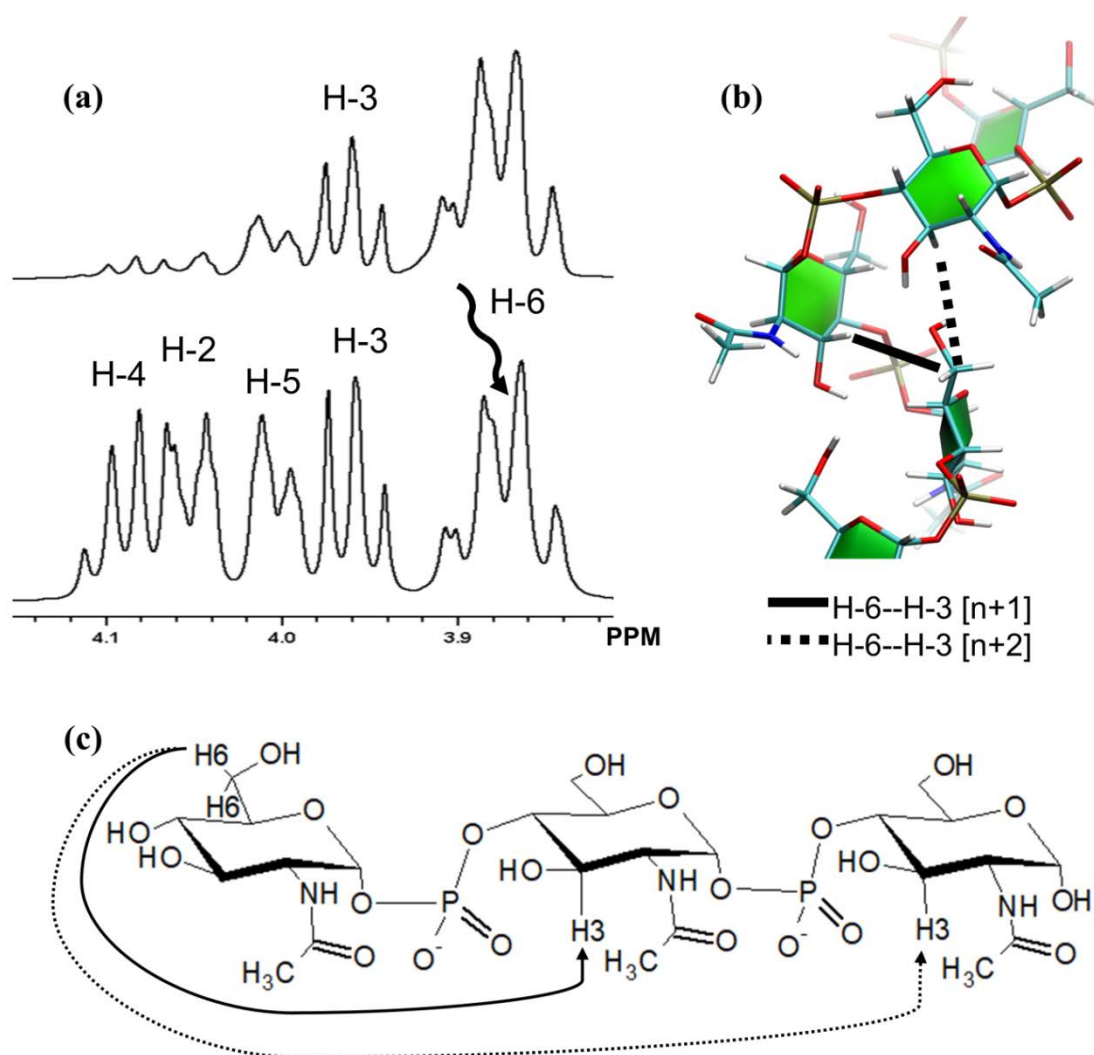 (a)
H-3
H-6
H-4
H-2
H-5
H-3
4.1
4.0
3.9
PPM
(b)
H-6--H-3 [n+1]
H-6--H-3 [n+2]
(c)
H6
OH
H6
O
HO
HO
NH
O
H3C
O
P
O-
O
OH
O
O
HO
H3
NH
O
H3C
O
P
O-
O
OH
O
O
HO
H3
NH
OH
O
H3C